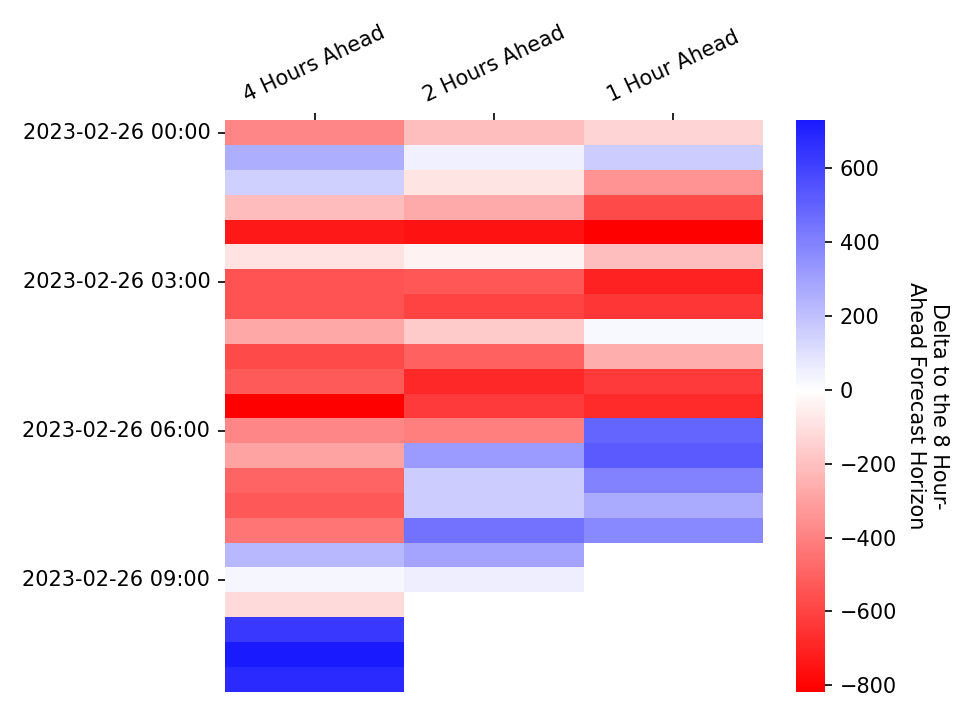 4 Hours Ahead
2 Hours Ahead
1 Hour Ahead
2023-02-26 00:00
2023-02-26 03:00
2023-02-26 06:00
2023-02-26 09:00
600
400
200
0
−200
−400
−600
−800
Delta to the 8 Hour-
Ahead Forecast Horizon